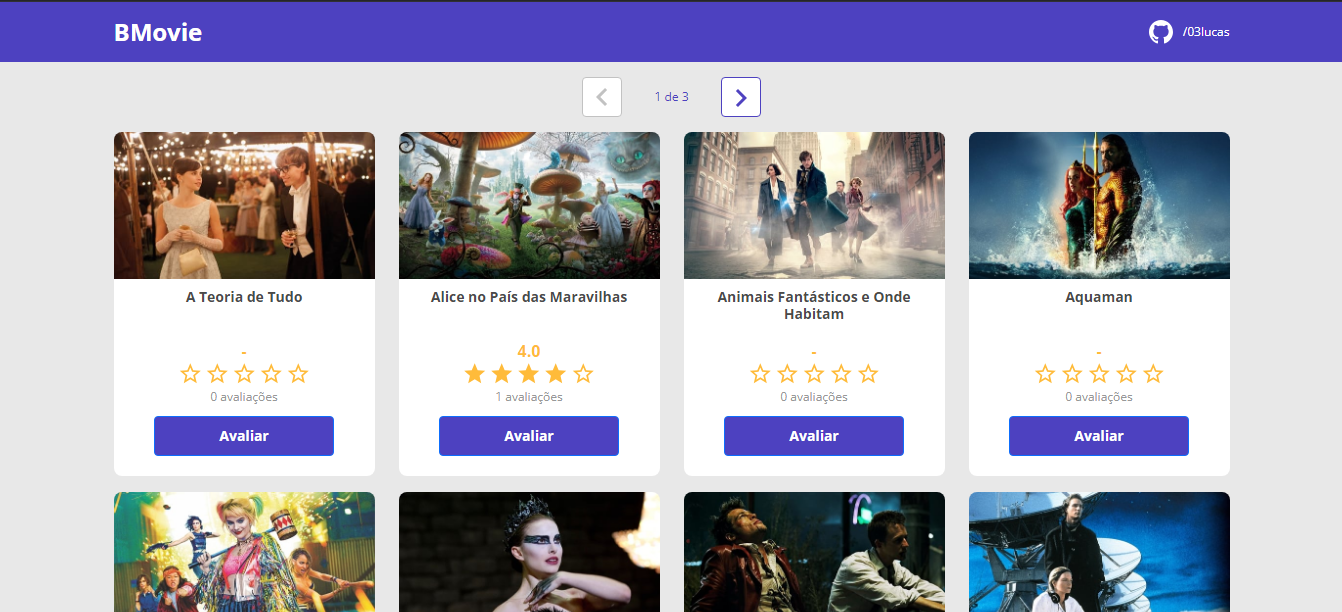 BMovie
/03lucas
1 de 3
A Teoria de Tudo
-
0 avaliações
Avaliar
Alice no País das Maravilhas
4.0
1 avaliações
Avaliar
Animais Fantásticos e Onde
Habitam
-
0 avaliações
Avaliar
Aquaman
-
0 avaliações
Avaliar